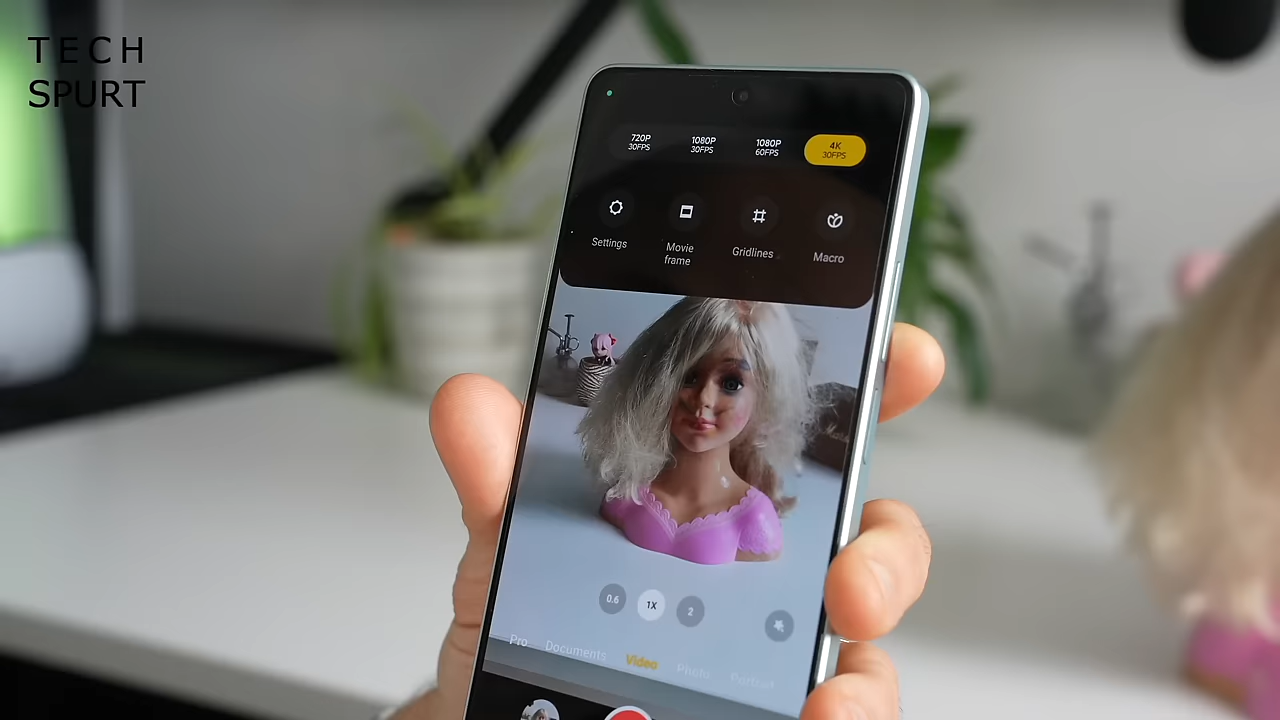 TECH
SPURT
720P
30FPS
1080P
30FPS
1080P
60FPS
4K
30FPS
Settings
Movie
frame
Gridlines
Macro
0.6
1X
2
Pro
Documents
Video
Photo
Portrait